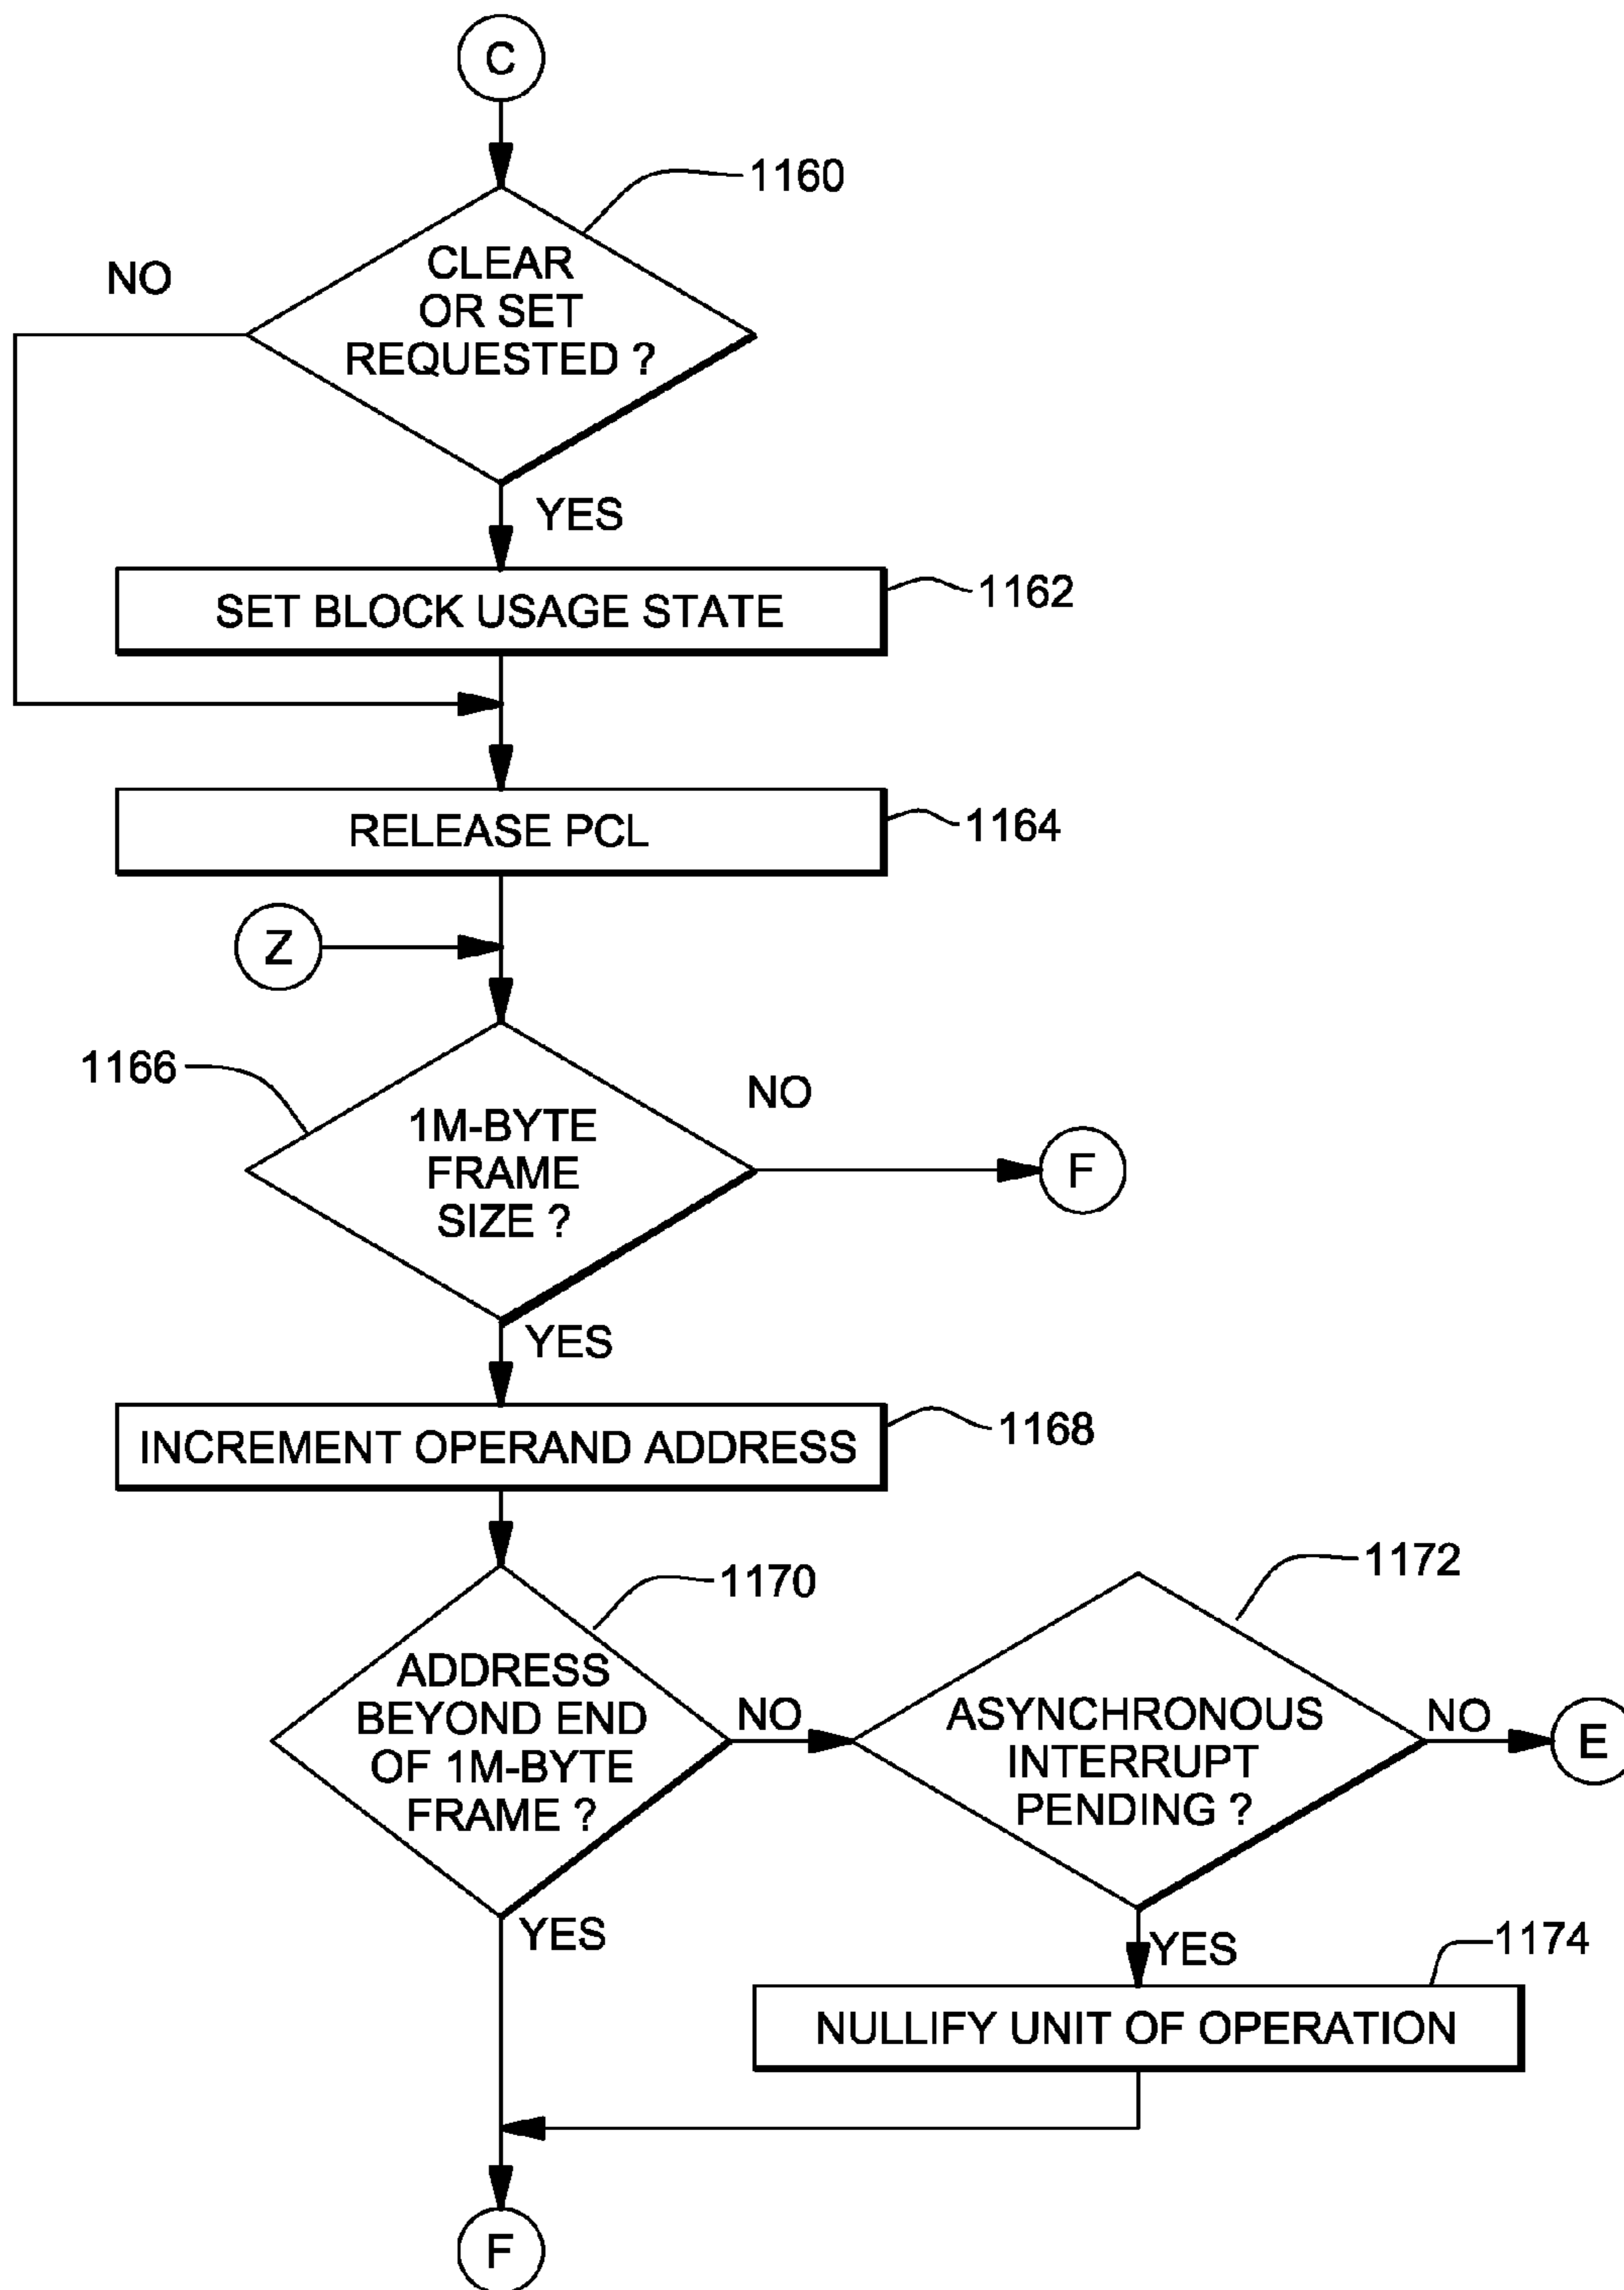 C
1160
CLEAR
OR SET
REQUESTED ?
NO
YES
SET BLOCK USAGE STATE
1162
RELEASE PCL
1164
Z
1166
1M-BYTE
FRAME
SIZE ?
NO
F
YES
INCREMENT OPERAND ADDRESS
1168
1170
ADDRESS
BEYOND END
OF 1M-BYTE
FRAME ?
NO
1172
ASYNCHRONOUS
INTERRUPT
PENDING ?
NO
E
YES
YES
1174
NULLIFY UNIT OF OPERATION
F